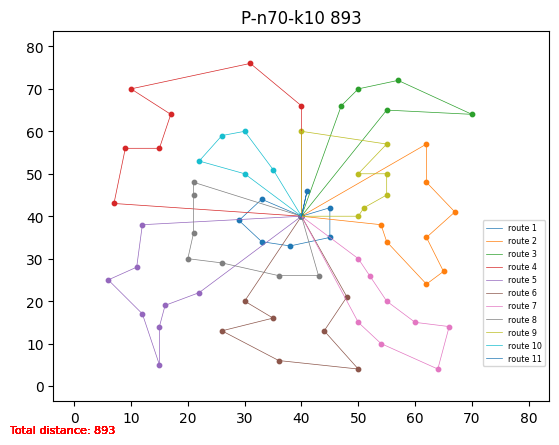 P-n70-k10 893
80
70
60
50
40
30
20
10
0
0 10 20 30 40 50 60 70 80
route 1
route 2
route 3
route 4
route 5
route 6
route 7
route 8
route 9
route 10
route 11
Total distance: 893